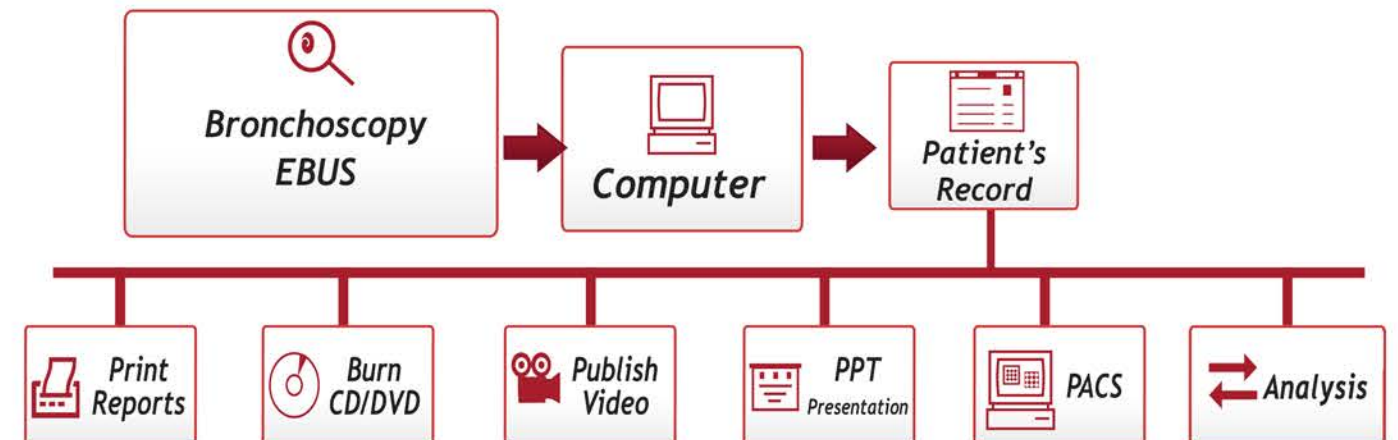 Bronchoscopy
EBUS
Computer
Patient's
Record
Print
Reports
Burn
CD/DVD
Publish
Video
PPT
Presentation
PACS
Analysis